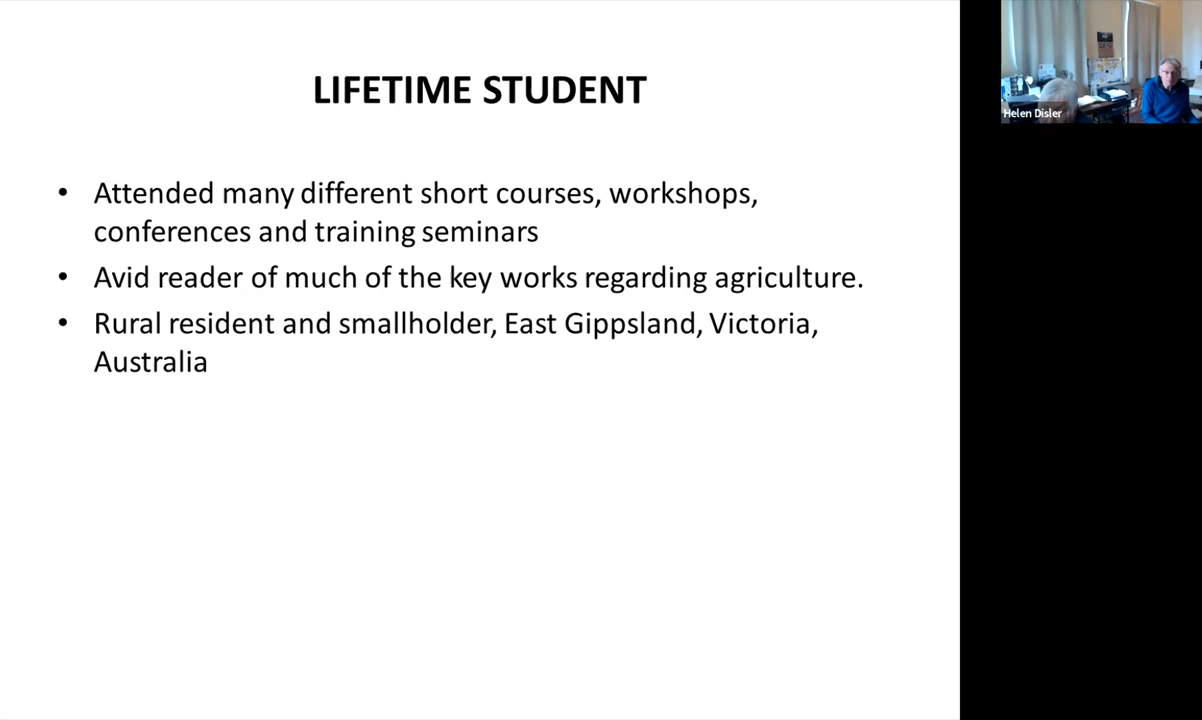 LIFETIME STUDENT
• Attended many different short courses, workshops,
conferences and training seminars
• Avid reader of much of the key works regarding agriculture.
• Rural resident and smallholder, East Gippsland, Victoria,
Australia
Helen Disler